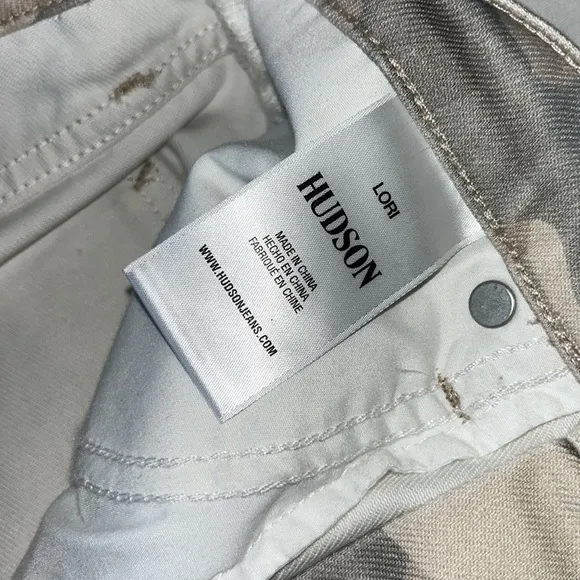 LORI
HUDSON
MADE IN CHINA
HECHO EN CHINA
FABRIQUÉ EN CHINE
WWW.HUDSONJEANS.COM